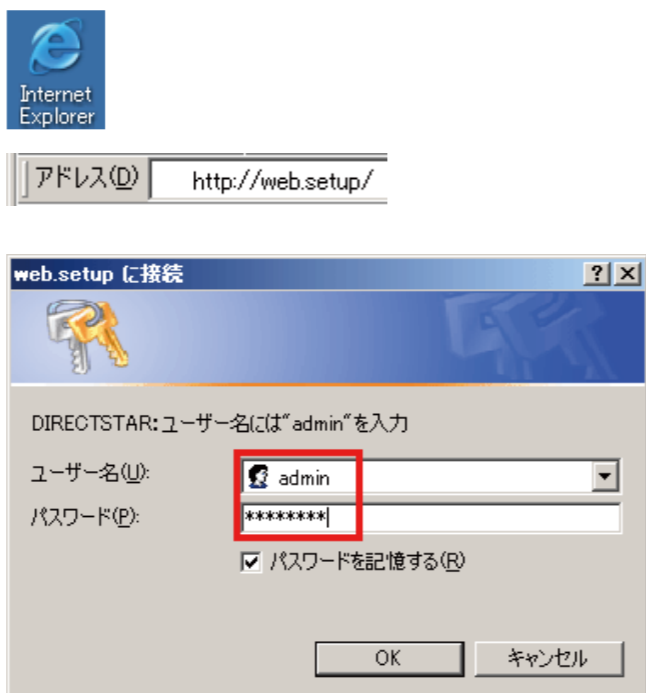 Internet
Explorer
アドレス(D) http://web.setup/
web.setup に接続
DIRECTSTAR:ユーザー名には"admin"を入力
ユーザー名(U): admin
パスワード(P): ********
パスワードを記憶する(R)
OK キャンセル